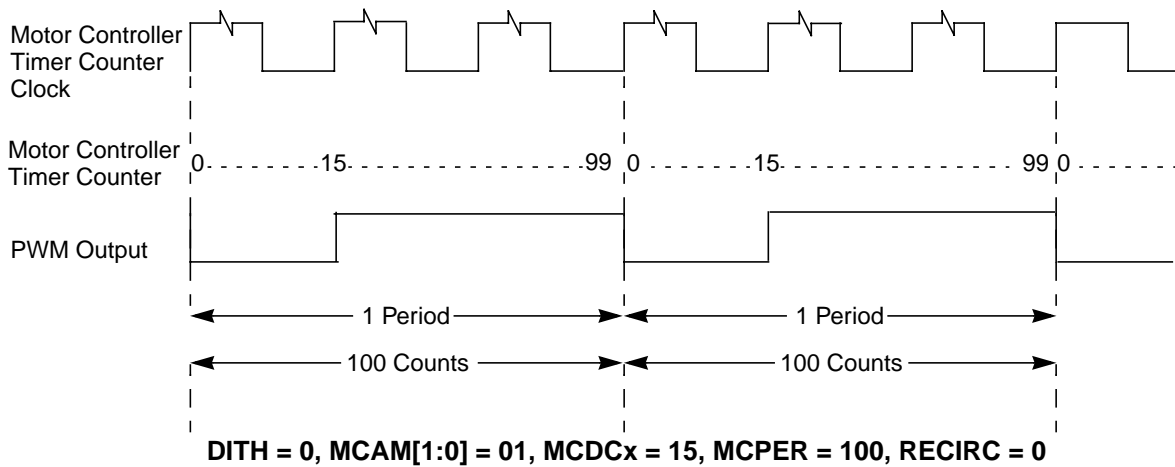 Motor Controller
Timer Counter
Clock
Motor Controller
Timer Counter
0 15 99 0 15 99 0
PWM Output
1 Period 1 Period
100 Counts 100 Counts
DITH = 0, MCAM[1:0] = 01, MCDCx = 15, MCPER = 100, RECIRC = 0